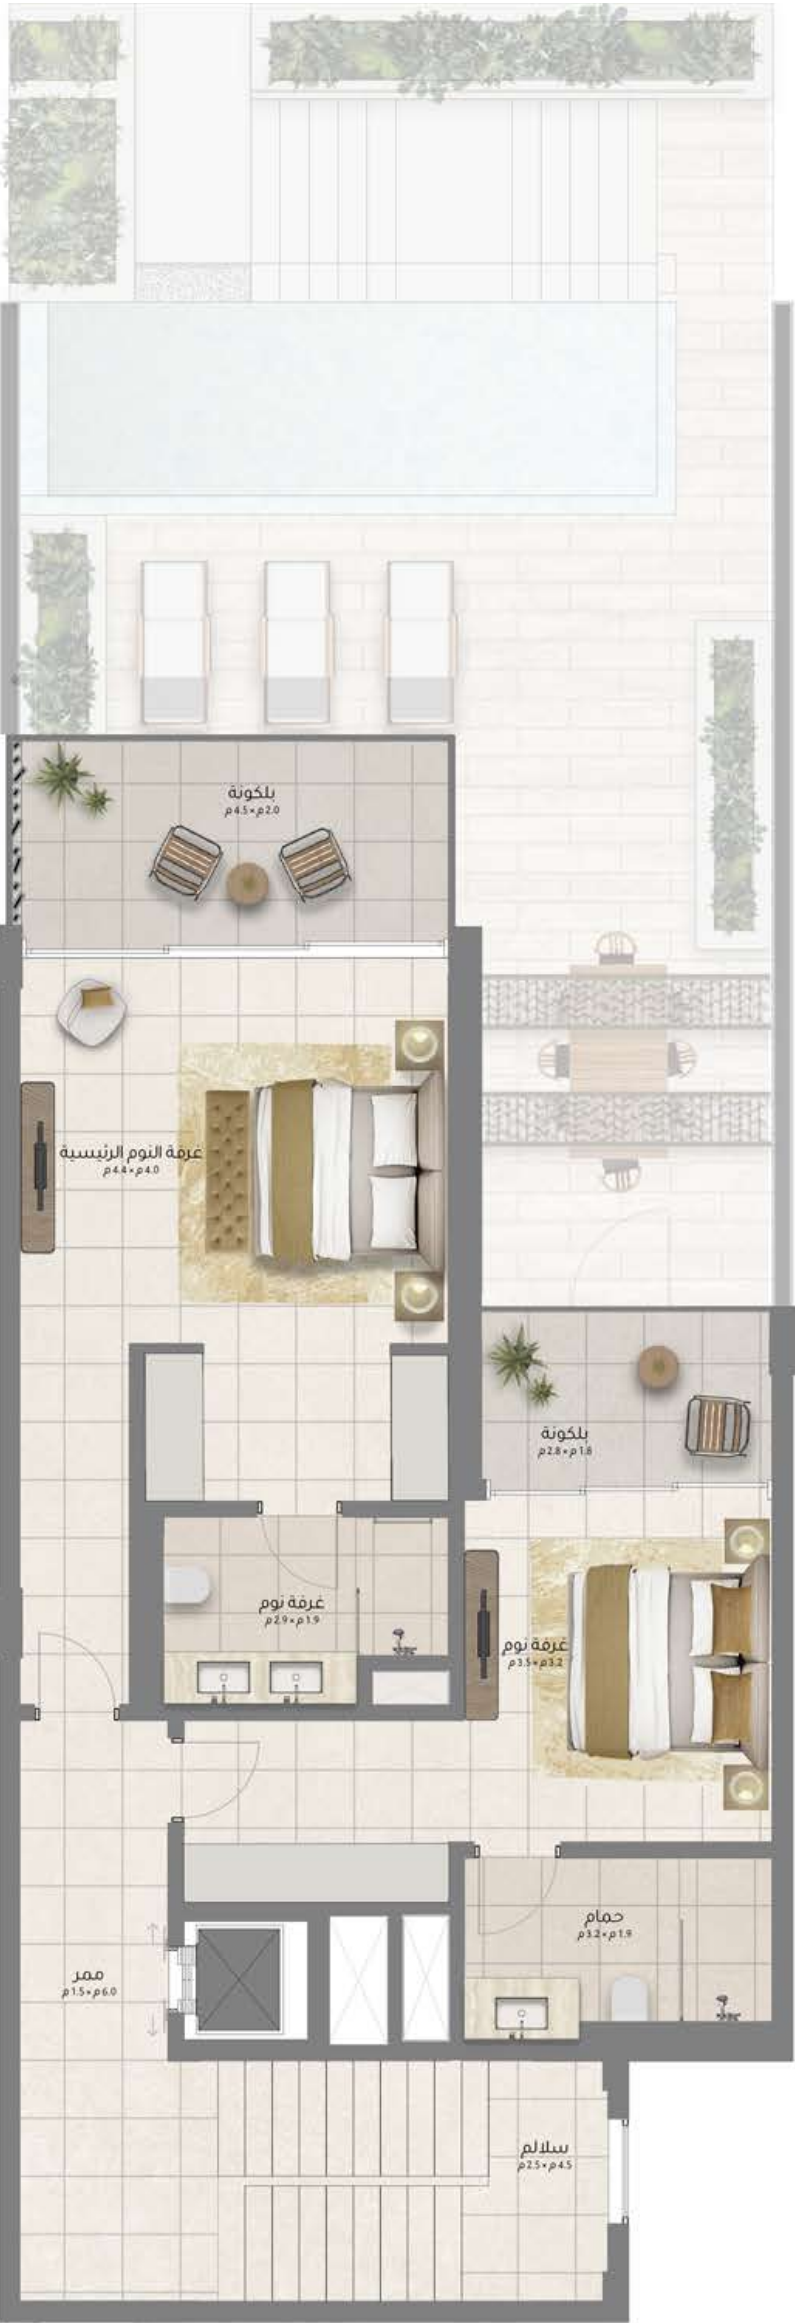 بلكونة
4.5م×2.0م
غرفة النوم الرئيسية
4.4م×4.0م
بلكونة
2.8م×1.8م
غرفة نوم
2.9م×1.9م
غرفة نوم
3.5م×3.2م
حمام
3.2م×1.9م
ممر
1.5م×6.0م
سلالم
2.5م×4.5م